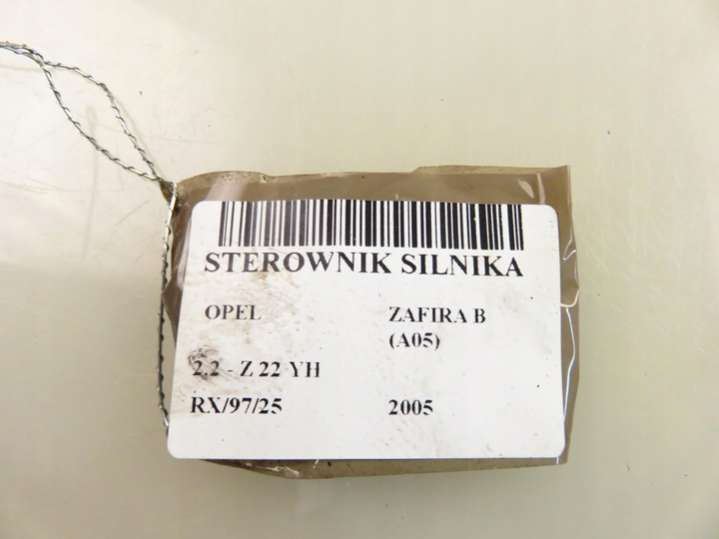 STEROWNIK SILNIKA
OPEL ZAFIRA B
(A05)
2.2 - Z 22 YH
RX/97/25 2005